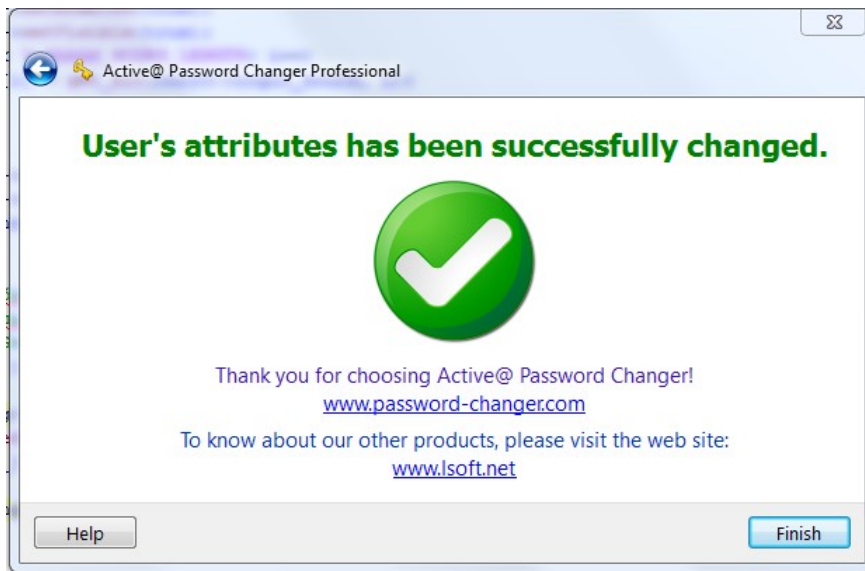 Active@ Password Changer Professional
User's attributes has been successfully changed.
Thank you for choosing Active@ Password Changer!
www.password-changer.com
To know about our other products, please visit the web site:
www.lsoft.net
Help
Finish